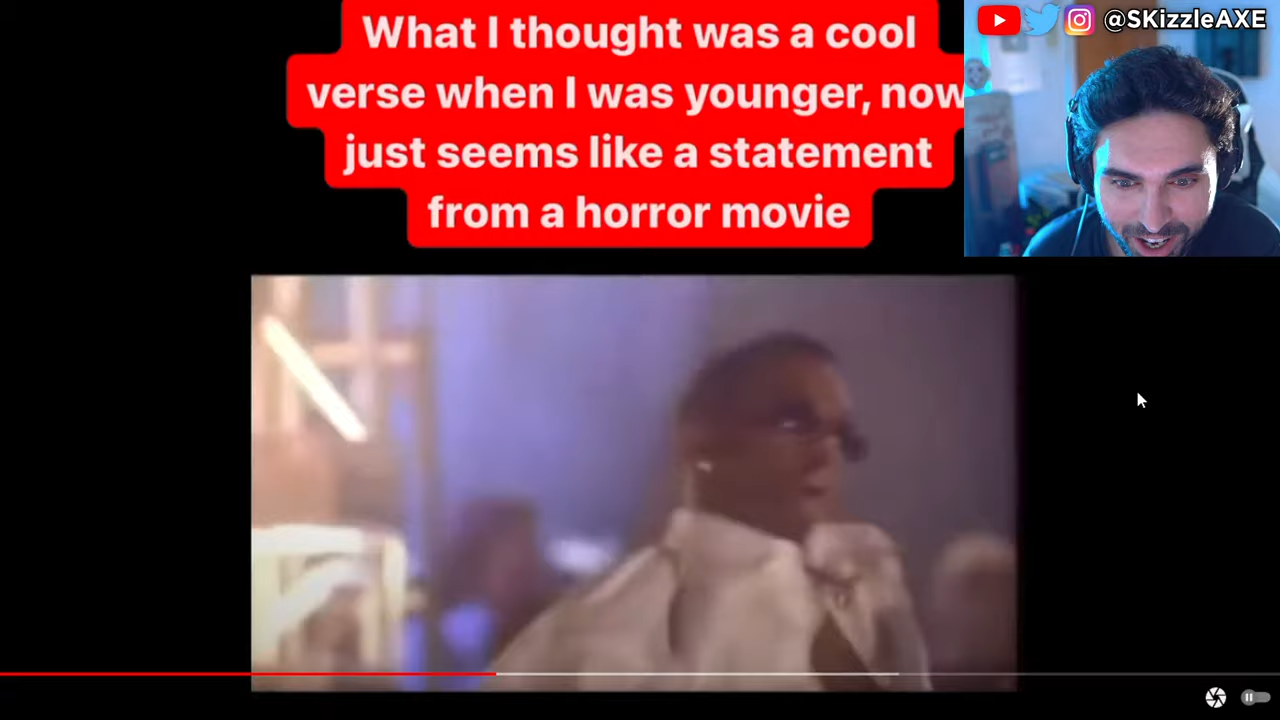 What I thought was a cool
verse when I was younger, now
just seems like a statement
from a horror movie
@SKizzleAXE